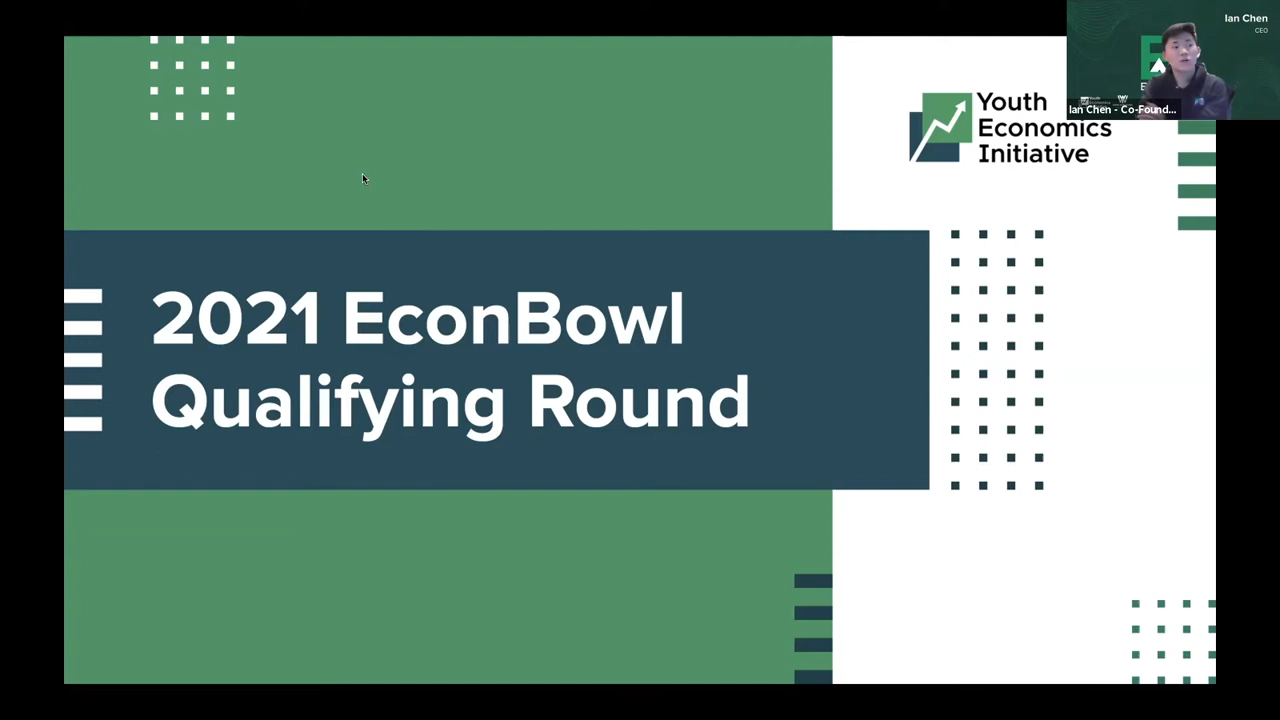 Ian Chen
CEO
E
Ian Chen - Co-Found...
Youth
Economics
Initiative
2021 EconBowl
Qualifying Round